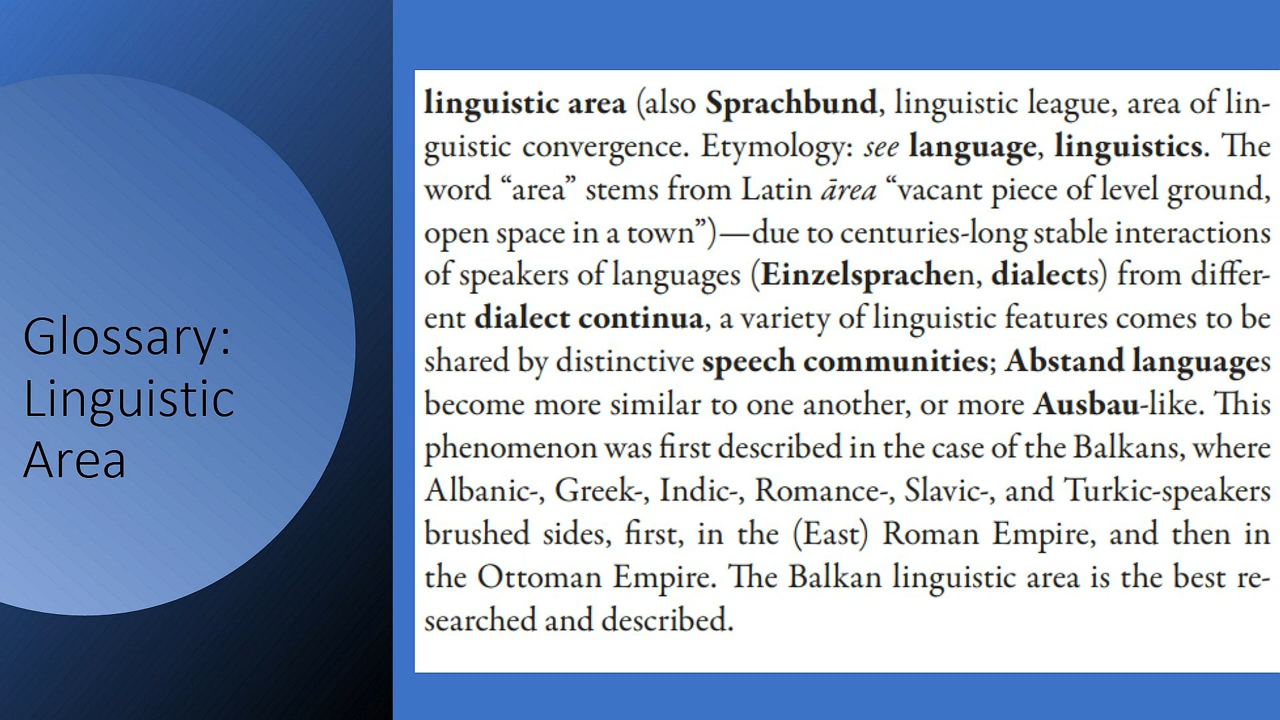 Glossary:
Linguistic
Area
linguistic area (also Sprachbund, linguistic league, area of lin-
guistic convergence. Etymology: see language, linguistics. The
word “area” stems from Latin ārea “vacant piece of level ground,
open space in a town”)—due to centuries-long stable interactions
of speakers of languages (Einzelsprachen, dialects) from differ-
ent dialect continua, a variety of linguistic features comes to be
shared by distinctive speech communities; Abstand languages
become more similar to one another, or more Ausbau-like. This
phenomenon was first described in the case of the Balkans, where
Albanic-, Greek-, Indic-, Romance-, Slavic-, and Turkic-speakers
brushed sides, first, in the (East) Roman Empire, and then in
the Ottoman Empire. The Balkan linguistic area is the best re-
searched and described.